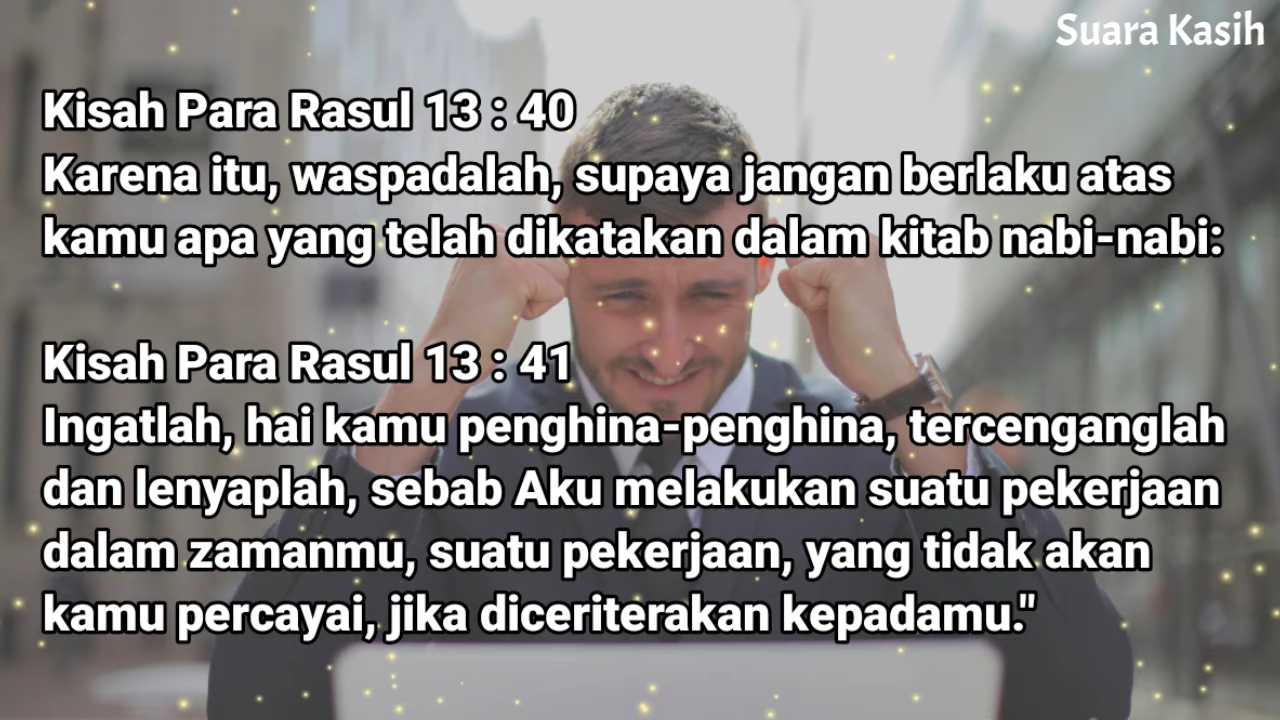 Suara Kasih
Kisah Para Rasul 13 : 40
Karena itu, waspadalah, supaya jangan berlaku atas
kamu apa yang telah dikatakan dalam kitab nabi-nabi:
Kisah Para Rasul 13 : 41
Ingatlah, hai kamu penghina-penghina, tercenganglah
dan lenyaplah, sebab Aku melakukan suatu pekerjaan
dalam zamanmu, suatu pekerjaan, yang tidak akan
kamu percayai, jika diceriterakan kepadamu."